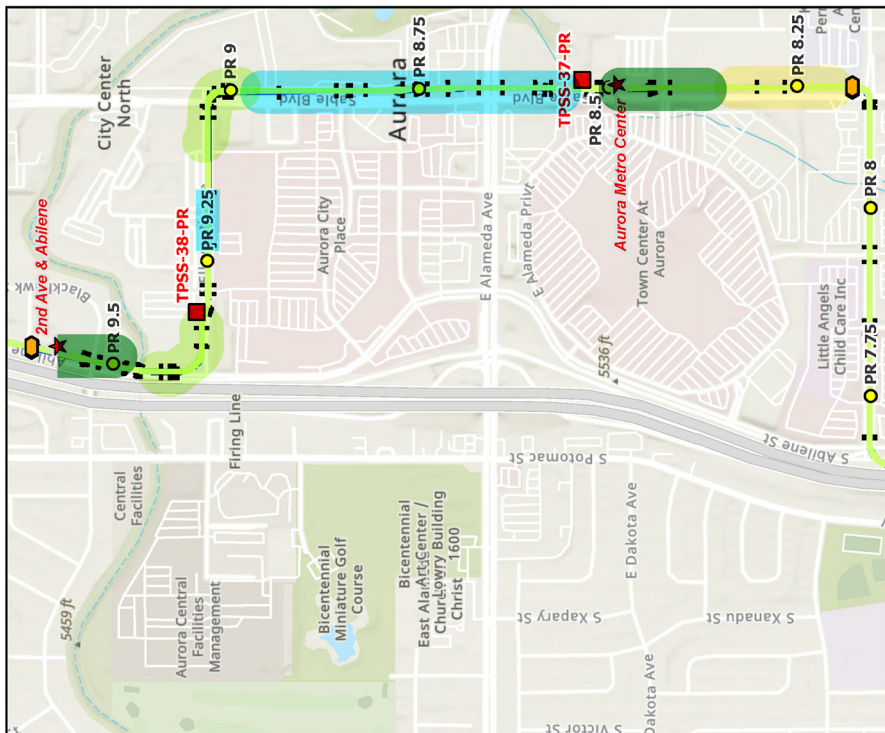 City Center
North
PR 9
Sable Blvd
Aurora
PR 8.75
TPSS-37-PR
PR 8.5
Aurora Metro Center
PR 8.25
PR 8
PR 7.75
2nd Ave & Abilene
Abilene
PR 9.5
TPSS-38-PR
PR 9.25
Aurora City
Place
E Alameda Ave
E Alameda Privt
Town Center At
Aurora
Little Angels
Child Care Inc
5536 ft
S Abilene St
S Potomac St
Firing Line
Central
Facilities
5459 ft
Aurora Central
Facilities
Management
Bicentennial
Miniature Golf
Course
Bicentennial
Art Center /
Lowry Building
1600
Christ
E Dakota Ave
S Xapary St
S Xanadu St
S Victor St
Dakota Ave